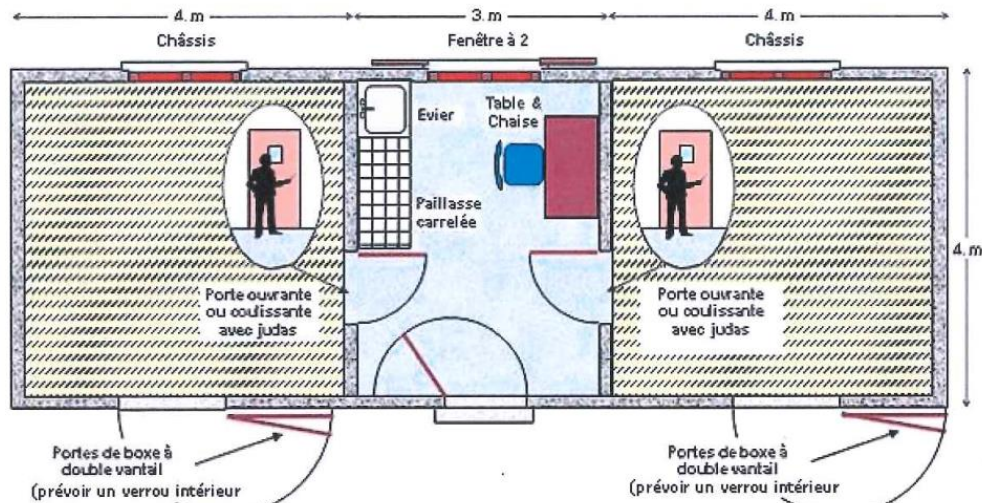 4. m
3. m
4. m
Châssis
Fenêtre à 2
Châssis
Evier
Table &
Chaise
Paillasse
carrelée
4. m
Porte ouvrante
ou coulissante
avec judas
Porte ouvrante
ou coulissante
avec judas
Portes de boxe à
double vantail
(prévoir un verrou intérieur
Portes de boxe à
double vantail
(prévoir un verrou intérieur